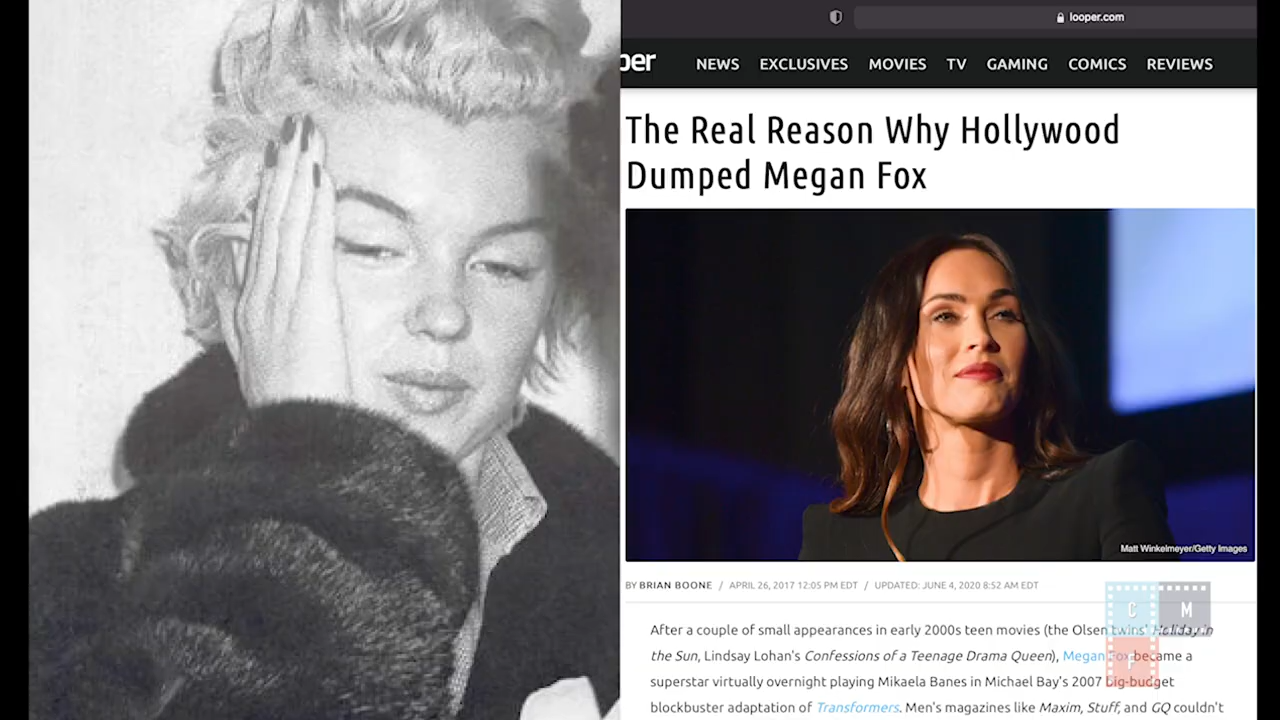 looper.com
per
NEWS EXCLUSIVES MOVIES TV GAMING COMICS REVIEWS
The Real Reason Why Hollywood
Dumped Megan Fox
Matt Winkelmeyer/Getty Images
BY BRIAN BOONE / APRIL 26, 2017 12:05 PM EDT / UPDATED: JUNE 4, 2020 8:52 AM EDT
C M
After a couple of small appearances in early 2000s teen movies (the Olsen twins' Holiday in
the Sun, Lindsay Lohan's Confessions of a Teenage Drama Queen), Megan Fox became a
F
superstar virtually overnight playing Mikaela Banes in Michael Bay's 2007 big-budget
blockbuster adaptation of Transformers. Men's magazines like Maxim, Stuff, and GQ couldn't